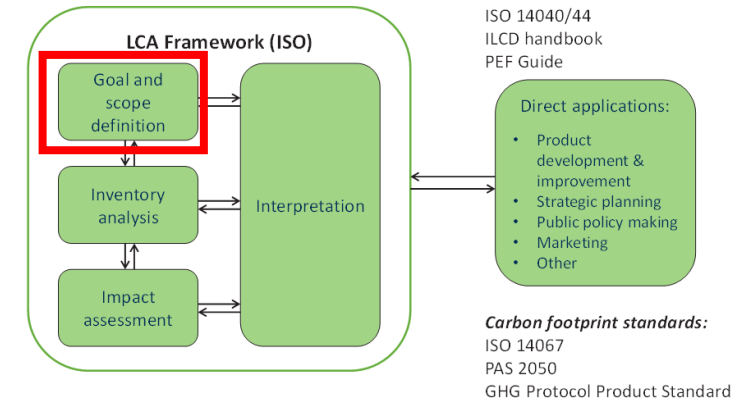 LCA Framework (ISO)
Goal and
scope
definition
Inventory
analysis
Impact
assessment
Interpretation
ISO 14040/44
ILCD handbook
PEF Guide
Direct applications:
• Product
development &
improvement
• Strategic planning
• Public policy making
• Marketing
• Other
Carbon footprint standards:
ISO 14067
PAS 2050
GHG Protocol Product Standard